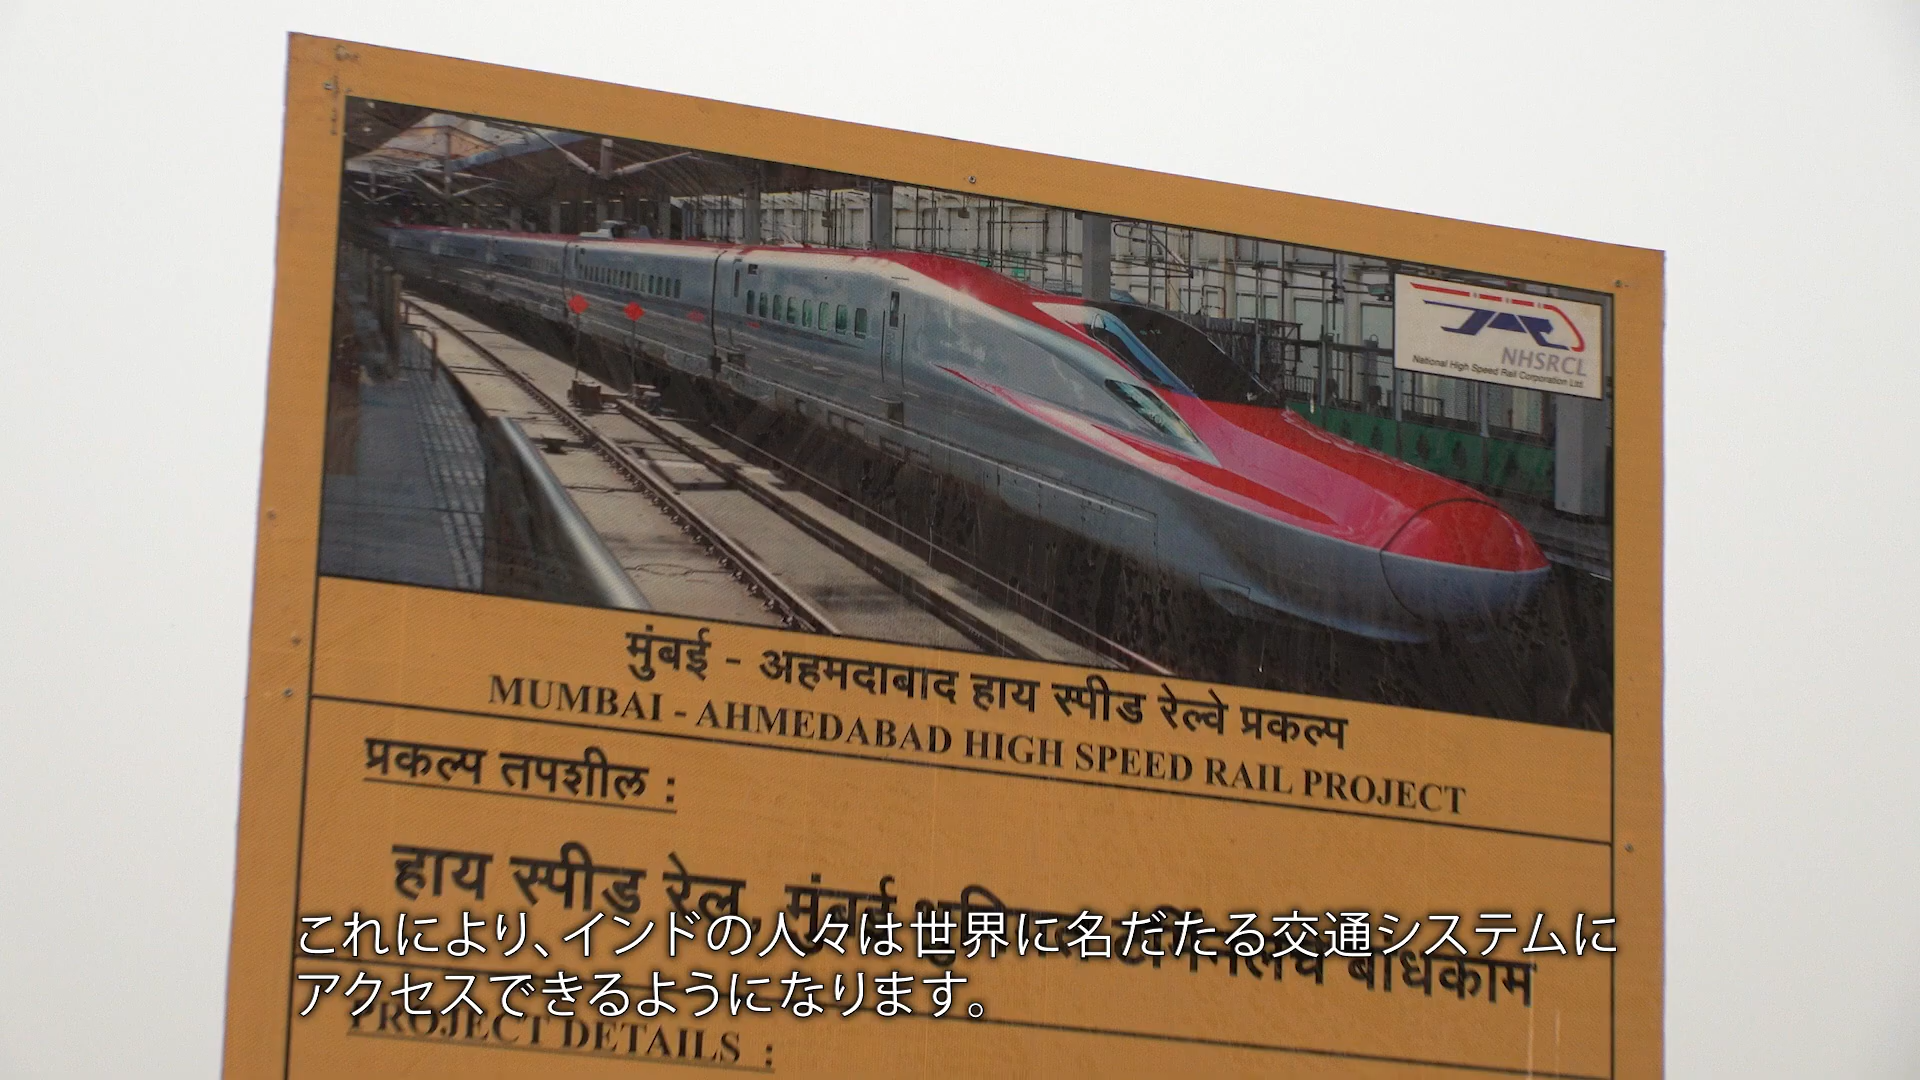 NHSRCL
National High Speed Rail Corporation Ltd.
मुंबई - अहमदाबाद हाय स्पीड रेल्वे प्रकल्प
MUMBAI - AHMEDABAD HIGH SPEED RAIL PROJECT
प्रकल्प तपशील :
हाय स्पीड रेल, मुंबई बांधकाम
これにより、インドの人々は世界に名だたる交通システムに
アクセスできるようになります。
PROJECT DETAILS :